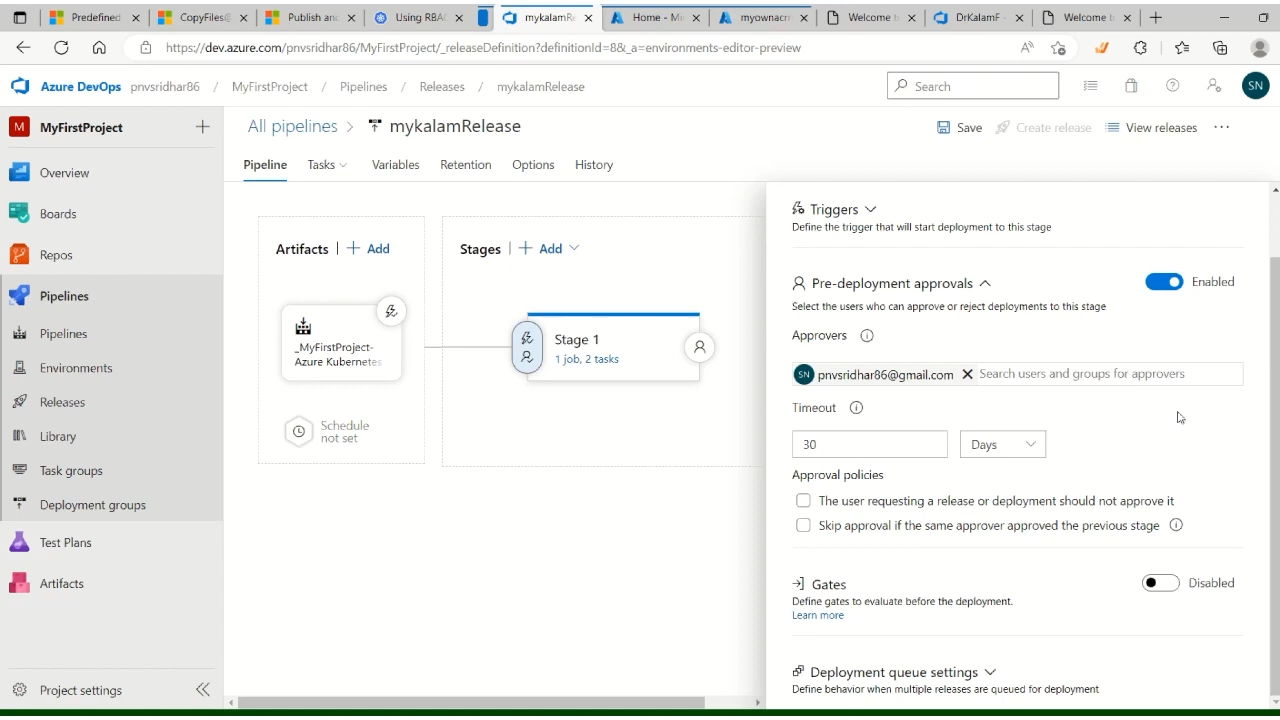 Predefined
CopyFiles@
Publish and
Using RBAC
mykalamRe
Home - Mi
myownacr
Welcome b
DrKalamF -
Welcome b
https://dev.azure.com/pnvsridhar86/MyFirstProject/_releaseDefinition?definitionId=8&_a=environments-editor-preview
Azure DevOps pnvsridhar86 / MyFirstProject / Pipelines / Releases / mykalamRelease
Search
SN
M MyFirstProject
Overview
Boards
Repos
Pipelines
Pipelines
Environments
Releases
Library
Task groups
Deployment groups
Test Plans
Artifacts
Project settings
All pipelines > mykalamRelease
Save
Create release
View releases
Pipeline Tasks Variables Retention Options History
Artifacts | + Add
_MyFirstProject-
Azure Kubernetes
Schedule
not set
Stages | + Add
Stage 1
1 job, 2 tasks
Triggers
Define the trigger that will start deployment to this stage
Pre-deployment approvals
Enabled
Select the users who can approve or reject deployments to this stage
Approvers
SN pnvsridhar86@gmail.com Search users and groups for approvers
Timeout
30 Days
Approval policies
The user requesting a release or deployment should not approve it
Skip approval if the same approver approved the previous stage
Gates
Disabled
Define gates to evaluate before the deployment.
Learn more
Deployment queue settings
Define behavior when multiple releases are queued for deployment